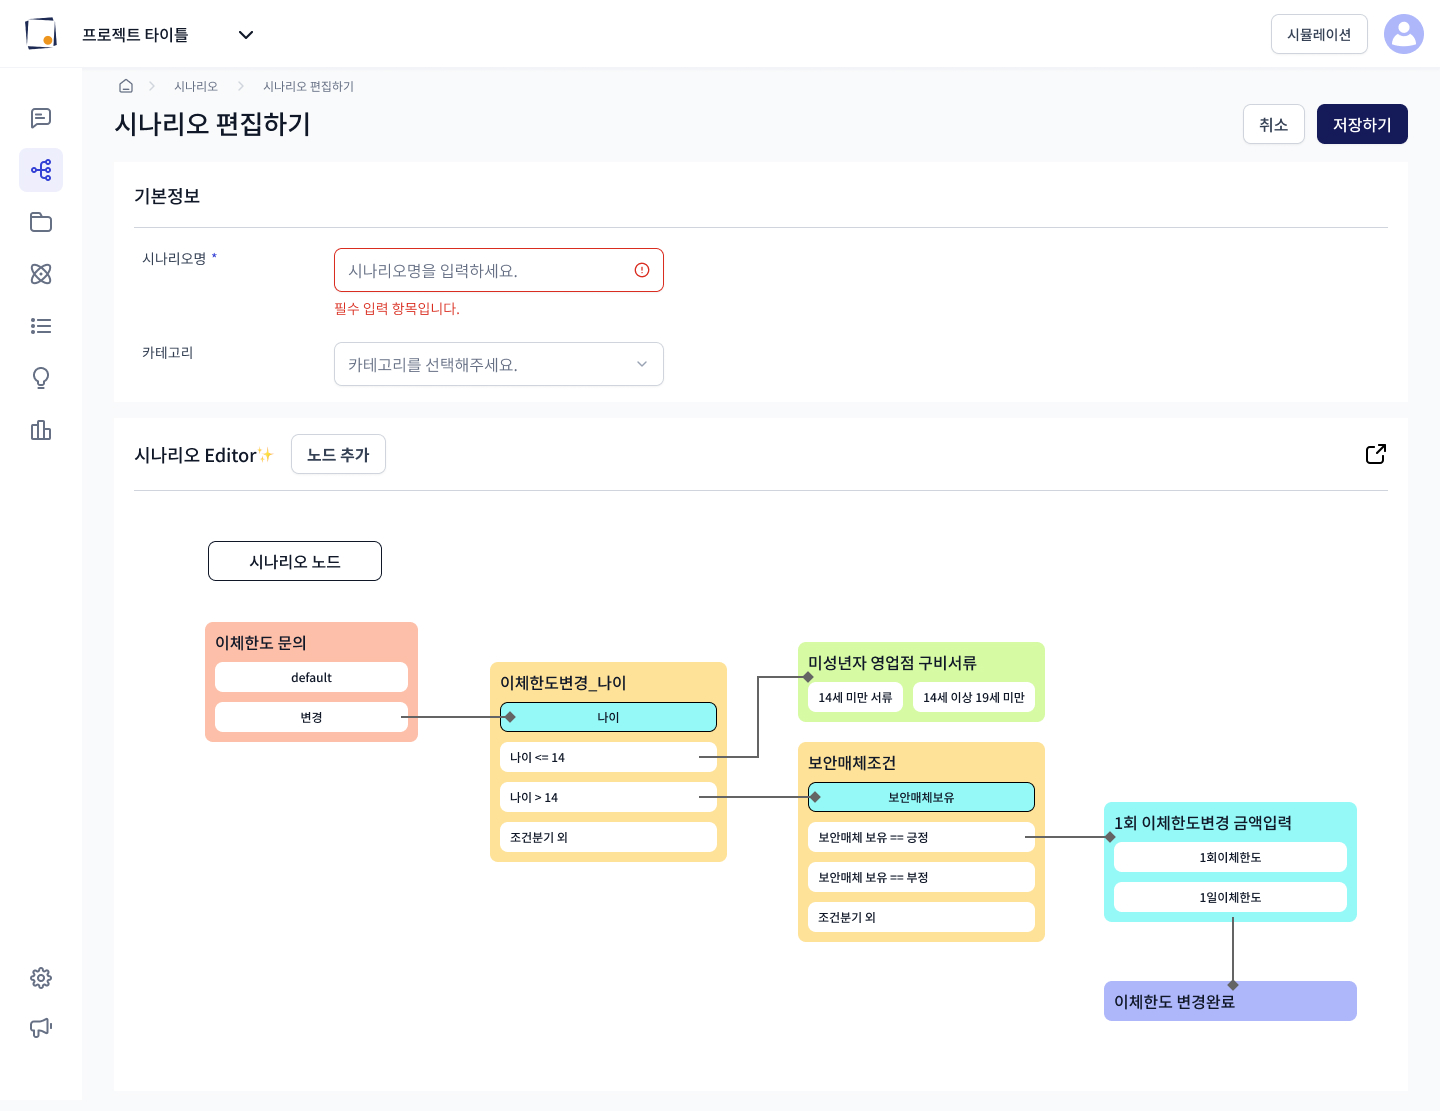 프로젝트 타이틀
시뮬레이션
시나리오
시나리오 편집하기
시나리오 편집하기
취소
저장하기
기본정보
시나리오명 *
시나리오명을 입력하세요.
필수 입력 항목입니다.
카테고리
카테고리를 선택해주세요.
시나리오 Editor✨
노드 추가
시나리오 노드
이체한도 문의
default
변경
이체한도변경_나이
나이
나이 <= 14
나이 > 14
조건분기 외
미성년자 영업점 구비서류
14세 미만 서류
14세 이상 19세 미만
보안매체조건
보안매체보유
보안매체 보유 == 긍정
보안매체 보유 == 부정
조건분기 외
1회 이체한도변경 금액입력
1회이체한도
1일이체한도
이체한도 변경완료